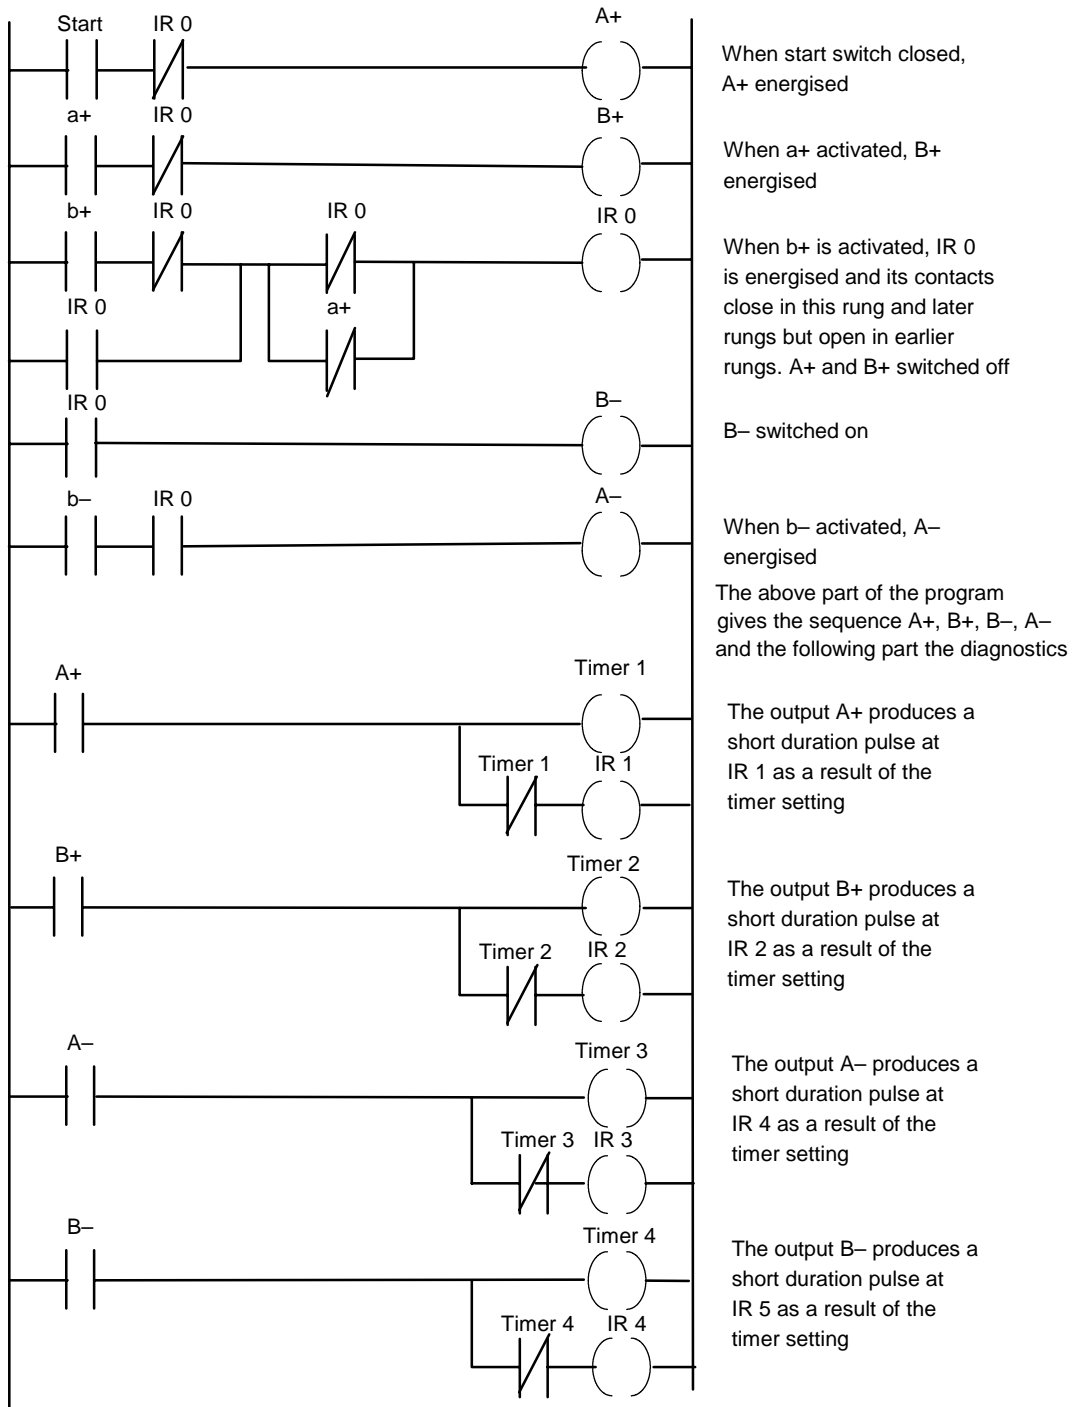 Start IR 0 A+
When start switch closed,
A+ energised
a+ IR 0 B+
When a+ activated, B+
energised
b+ IR 0 IR 0 IR 0
When b+ is activated, IR 0
is energised and its contacts
close in this rung and later
rungs but open in earlier
rungs. A+ and B+ switched off
IR 0 a+
IR 0 B–
B– switched on
b– IR 0 A–
When b– activated, A–
energised
The above part of the program
gives the sequence A+, B+, B–, A–
and the following part the diagnostics
A+ Timer 1
Timer 1 IR 1
The output A+ produces a
short duration pulse at
IR 1 as a result of the
timer setting
B+ Timer 2
Timer 2 IR 2
The output B+ produces a
short duration pulse at
IR 2 as a result of the
timer setting
A– Timer 3
Timer 3 IR 3
The output A– produces a
short duration pulse at
IR 4 as a result of the
timer setting
B– Timer 4
Timer 4 IR 4
The output B– produces a
short duration pulse at
IR 5 as a result of the
timer setting